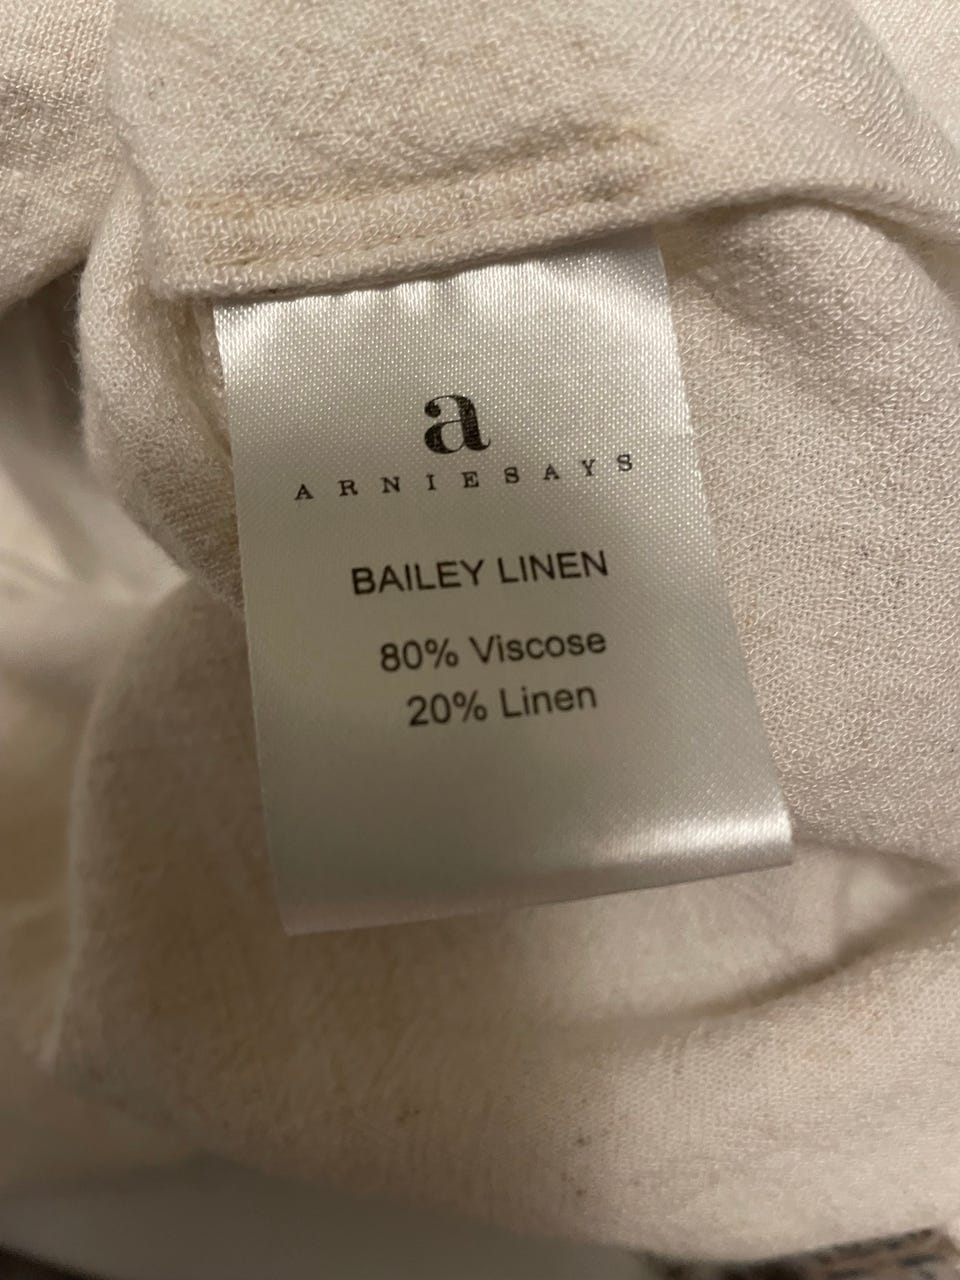 a
ARNIESAYS
BAILEY LINEN
80% Viscose
20% Linen